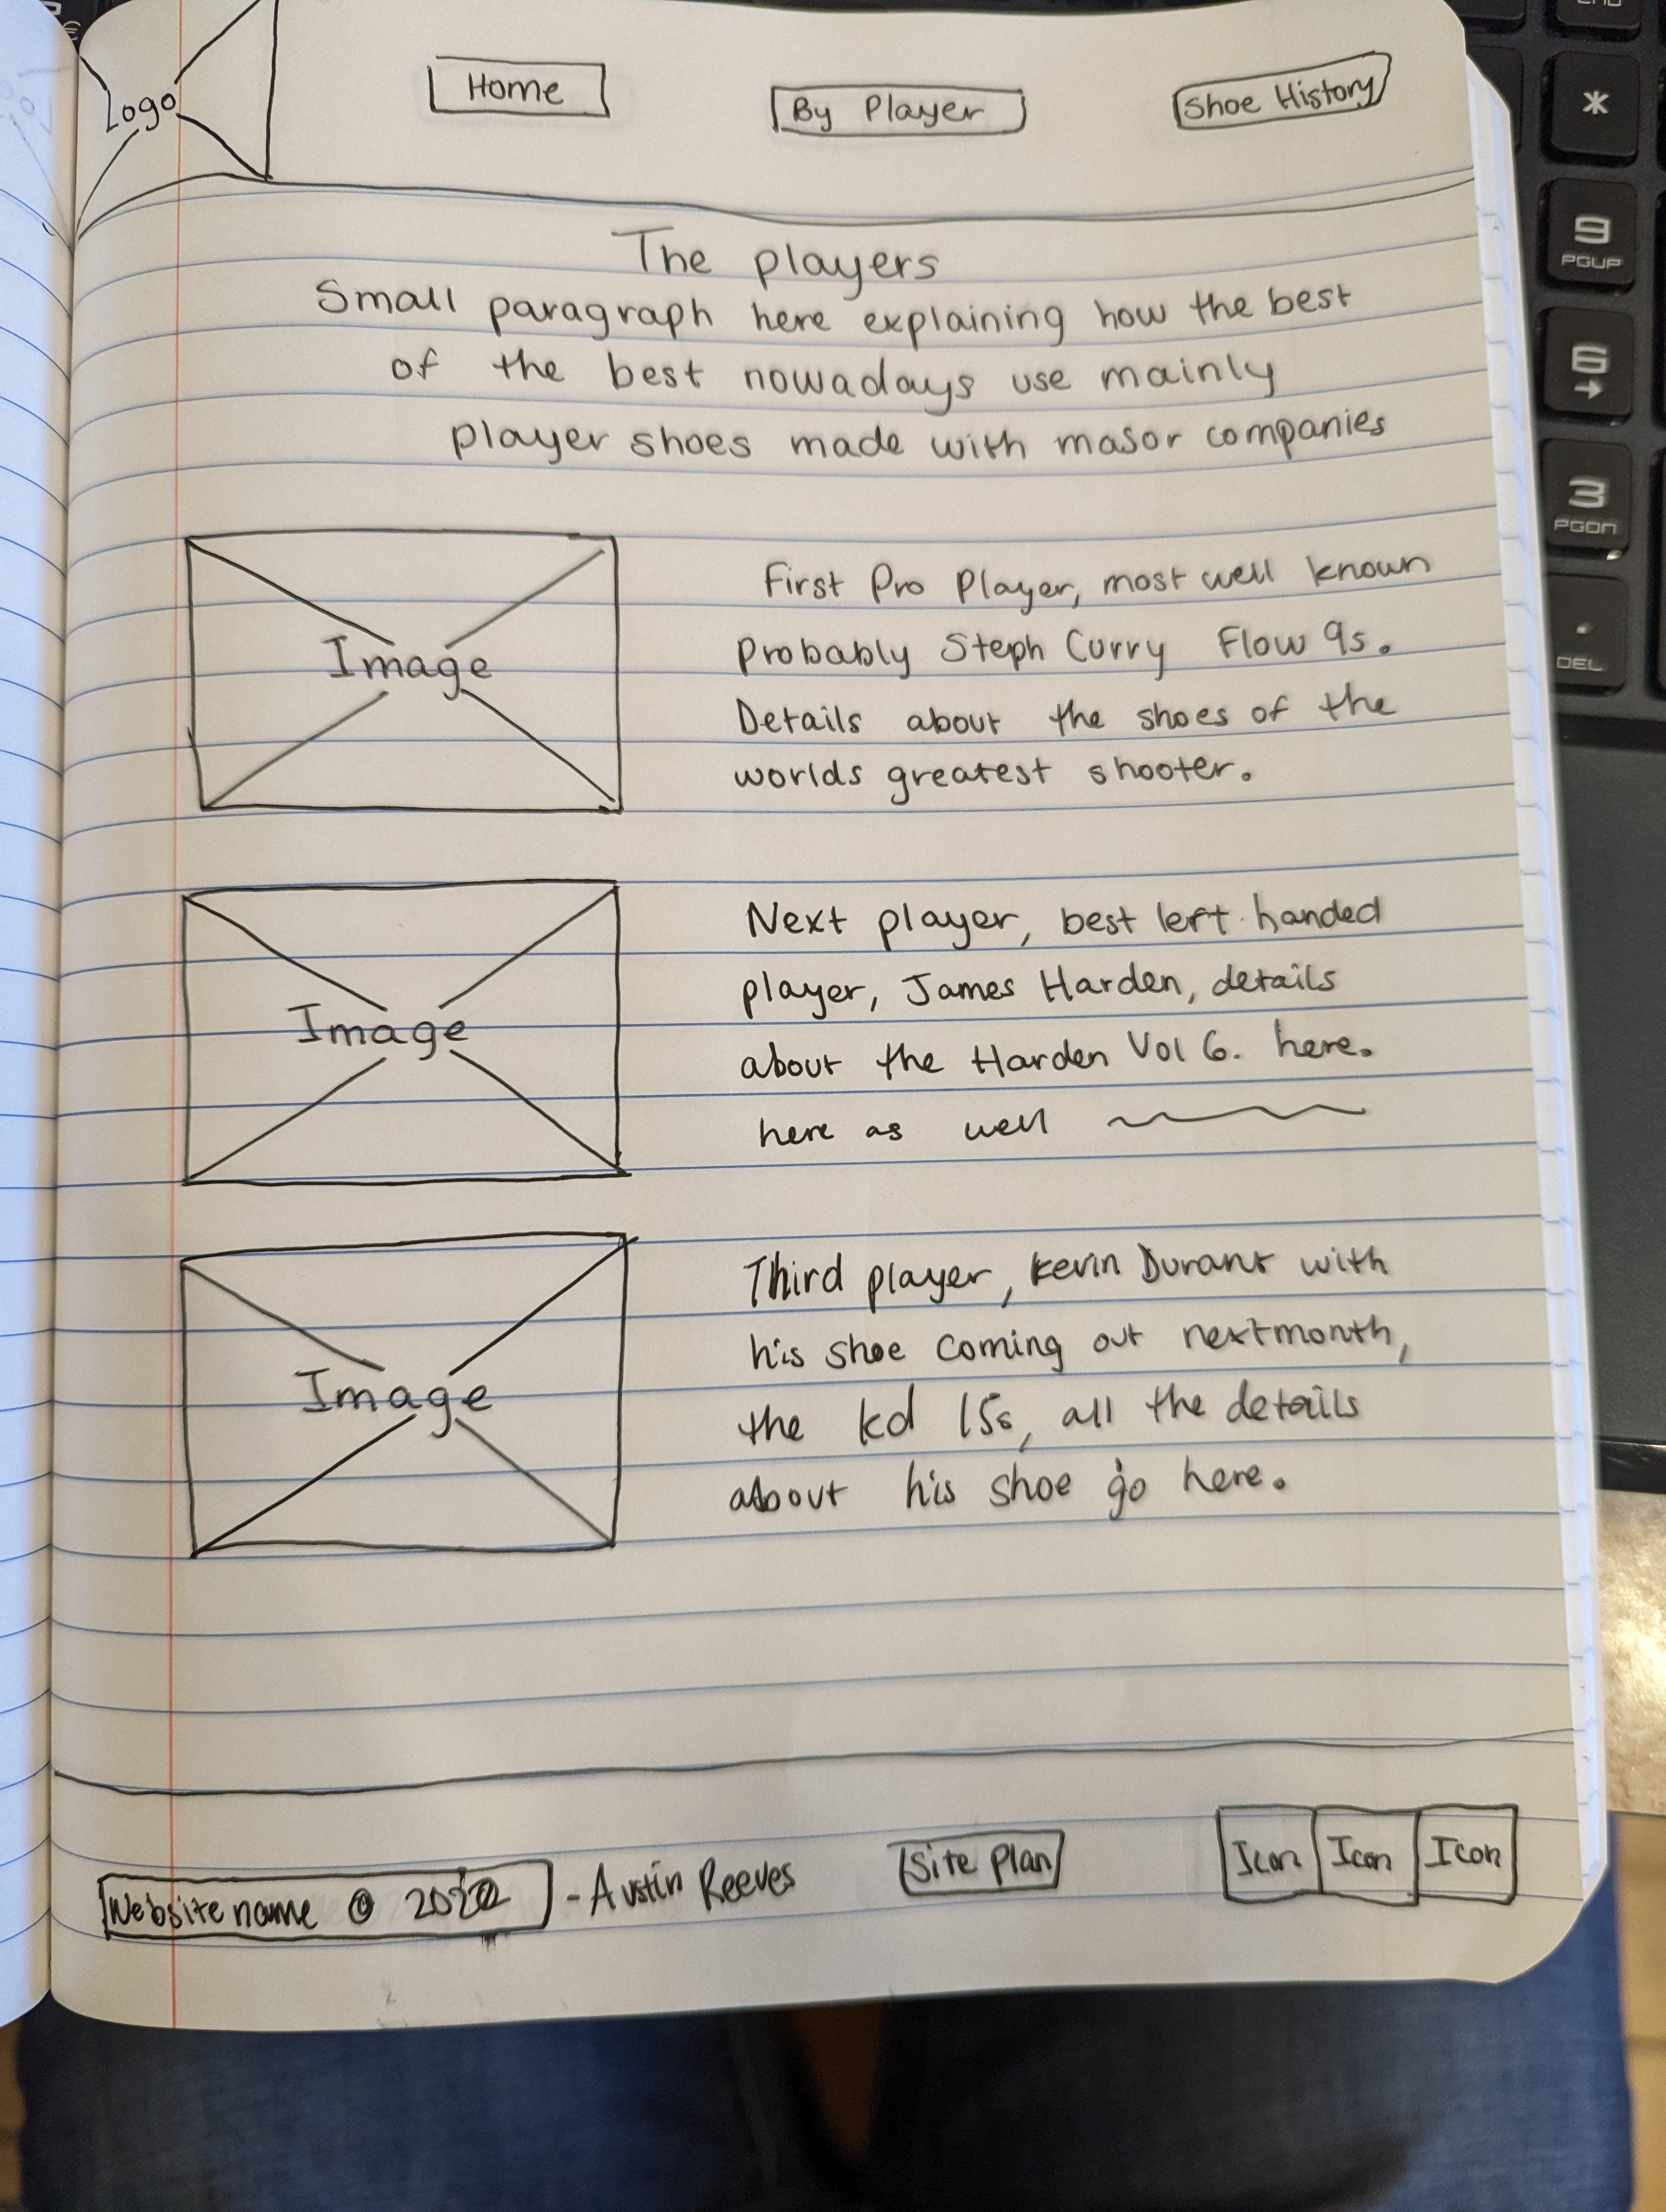 Logo
Home
By Player
Shoe History
The players
Small paragraph here explaining how the best
of the best nowadays use mainly
player shoes made with masor companies
Image
First Pro Player, most well known
probably Steph Curry Flow 9s.
Details about the shoes of the
worlds greatest shooter.
Image
Next player, best left handed
player, James Harden, details
about the Harden Vol 6. here.
here as well
Image
Third player, Kevin Durant with
his shoe coming out next month,
the kd 15s, all the details
about his shoe go here.
Website name © 2022 - Austin Reeves
Site Plan
Icon Icon Icon
*
9
PGUP
6
→
3
PGDN
.
DEL